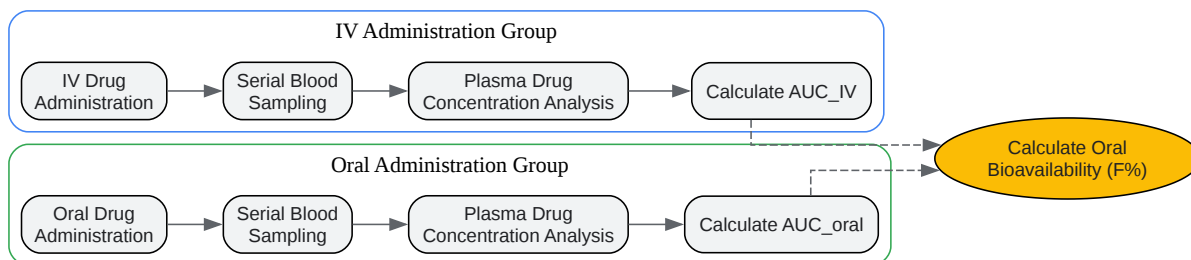 IV Administration Group
IV Drug
Administration
Serial Blood
Sampling
Plasma Drug
Concentration Analysis
Calculate AUC_IV
Oral Administration Group
Oral Drug
Administration
Serial Blood
Sampling
Plasma Drug
Concentration Analysis
Calculate AUC_oral
Calculate Oral
Bioavailability (F%)